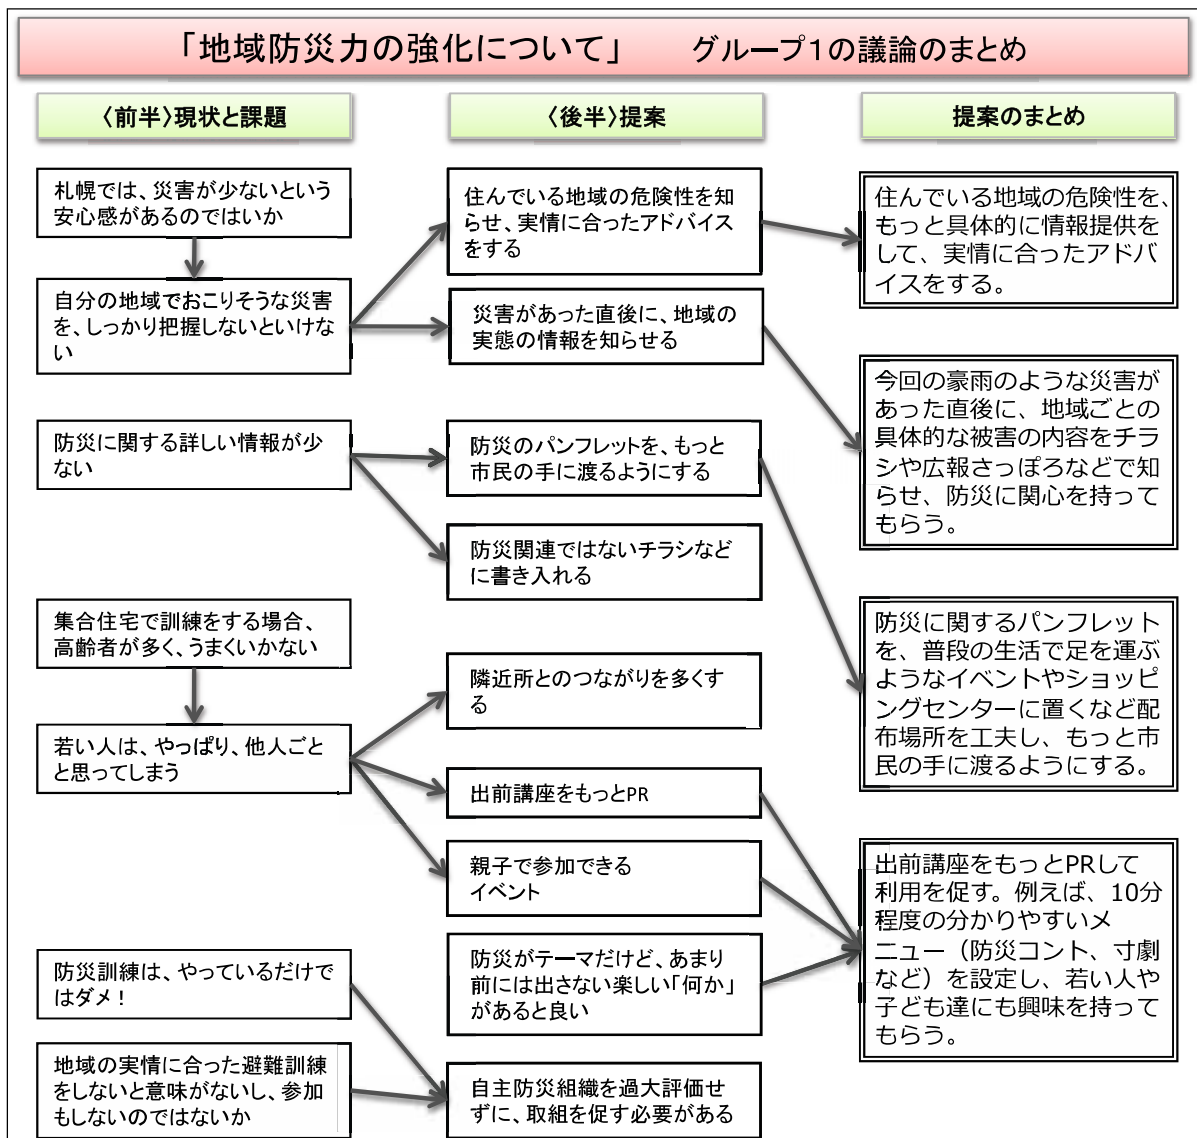 「地域防災力の強化について」　　グループ1の議論のまとめ
〈前半〉現状と課題
札幌では、災害が少ないという
安心感があるのではいか
自分の地域でおこりそうな災害
を、しっかり把握しないといけな
い
防災に関する詳しい情報が少
ない
集合住宅で訓練をする場合、
高齢者が多く、うまくいかない
若い人は、やっぱり、他人ごと
と思ってしまう
防災訓練は、やっているだけで
はダメ！
地域の実情に合った避難訓練
をしないと意味がないし、参加
もしないのではないか
〈後半〉提案
住んでいる地域の危険性を知
らせ、実情に合ったアドバイス
をする
災害があった直後に、地域の
実態の情報を知らせる
防災のパンフレットを、もっと
市民の手に渡るようにする
防災関連ではないチラシなど
に書き入れる
隣近所とのつながりを多くす
る
出前講座をもっとPR
親子で参加できる
イベント
防災がテーマだけど、あまり
前には出さない楽しい「何か」
があると良い
自主防災組織を過大評価せ
ずに、取組を促す必要がある
提案のまとめ
住んでいる地域の危険性を、
もっと具体的に情報提供を
して、実情に合ったアドバ
イスをする。
今回の豪雨のような災害が
あった直後に、地域ごとの
具体的な被害の内容をチラ
シや広報さっぽろなどで知
らせ、防災に関心を持って
もらう。
防災に関するパンフレット
を、普段の生活で足を運ぶ
ようなイベントやショッピ
ングセンターに置くなど配
布場所を工夫し、もっと市
民の手に渡るようにする。
出前講座をもっとPRして
利用を促す。例えば、10分
程度の分かりやすいメ
ニュー（防災コント、寸劇
など）を設定し、若い人や
子ども達にも興味を持って
もらう。